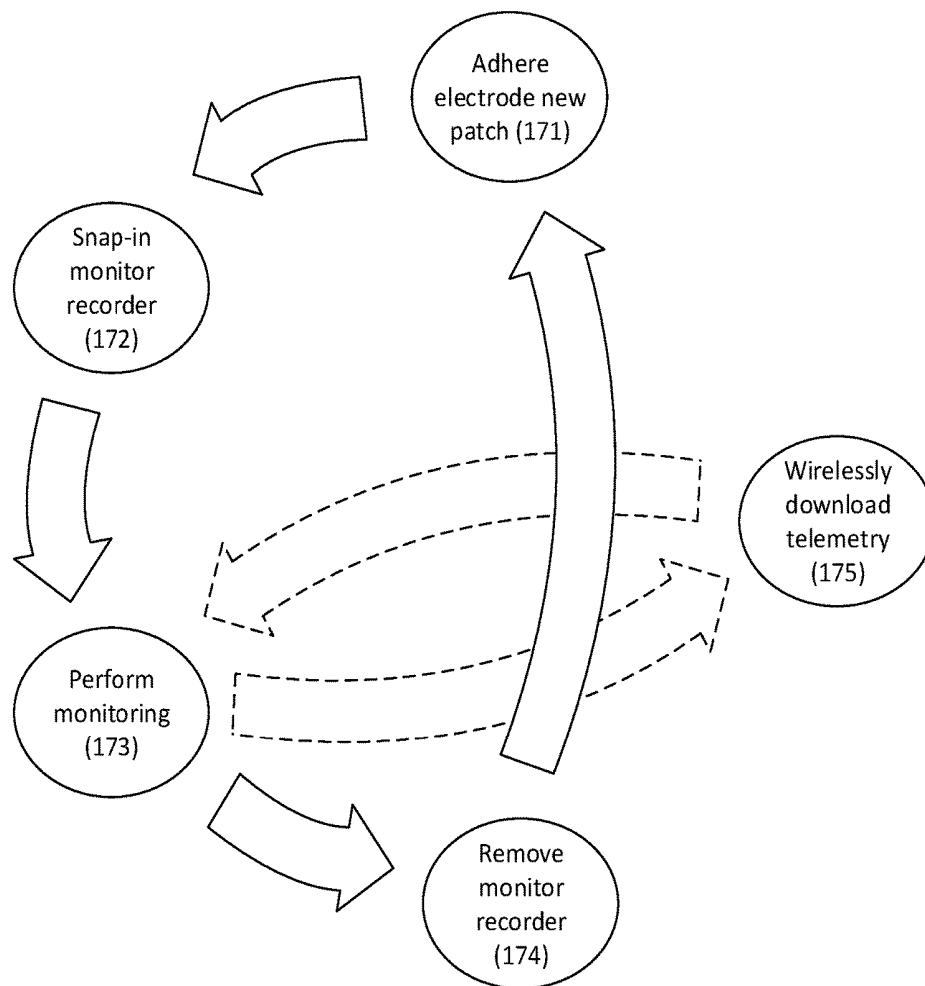 Adhere
electrode new
patch (171)
Snap-in
monitor
recorder
(172)
Wirelessly
download
telemetry
(175)
Perform
monitoring
(173)
Remove
monitor
recorder
(174)